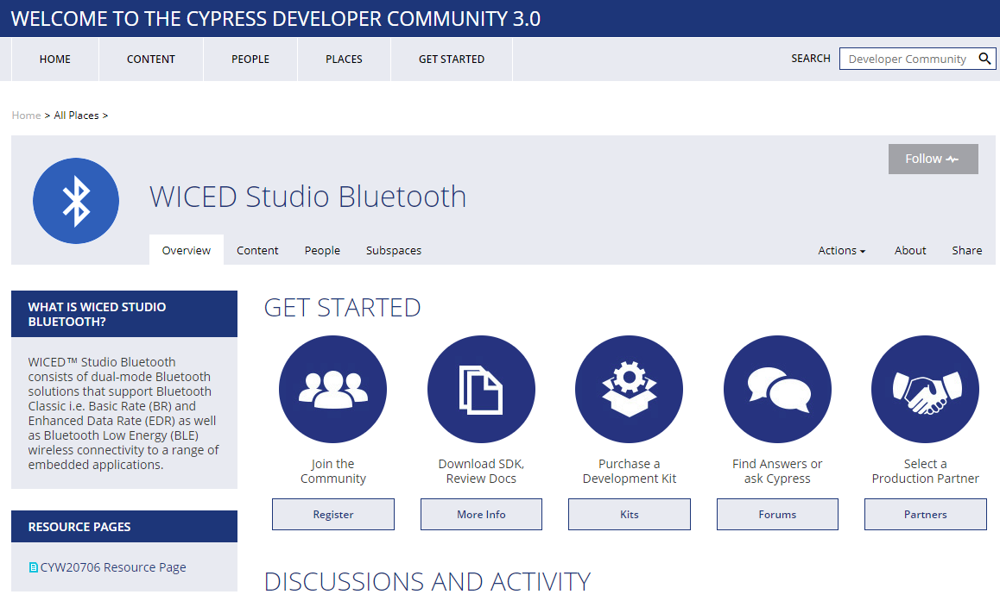 WELCOME TO THE CYPRESS DEVELOPER COMMUNITY 3.0
HOME CONTENT PEOPLE PLACES GET STARTED SEARCH Developer Community
Home > All Places >
Follow
WICED Studio Bluetooth
Overview Content People Subspaces Actions About Share
WHAT IS WICED STUDIO
BLUETOOTH?
WICED™ Studio Bluetooth
consists of dual-mode Bluetooth
solutions that support Bluetooth
Classic i.e. Basic Rate (BR) and
Enhanced Data Rate (EDR) as well
as Bluetooth Low Energy (BLE)
wireless connectivity to a range of
embedded applications.
RESOURCE PAGES
CYW20706 Resource Page
GET STARTED
Join the
Community
Register
Download SDK,
Review Docs
More Info
Purchase a
Development Kit
Kits
Find Answers or
ask Cypress
Forums
Select a
Production Partner
Partners
DISCUSSIONS AND ACTIVITY